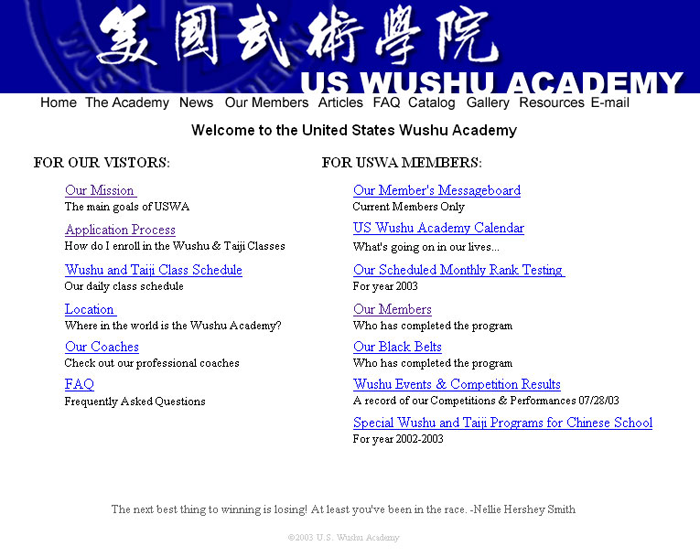 美國武術學院
US WUSHU ACADEMY
Home The Academy News Our Members Articles FAQ Catalog Gallery Resources E-mail
Welcome to the United States Wushu Academy
FOR OUR VISTORS:
Our Mission
The main goals of USWA
Application Process
How do I enroll in the Wushu & Taiji Classes
Wushu and Taiji Class Schedule
Our daily class schedule
Location
Where in the world is the Wushu Academy?
Our Coaches
Check out our professional coaches
FAQ
Frequently Asked Questions
FOR USWA MEMBERS:
Our Member's Messageboard
Current Members Only
US Wushu Academy Calendar
What's going on in our lives...
Our Scheduled Monthly Rank Testing
For year 2003
Our Members
Who has completed the program
Our Black Belts
Who has completed the program
Wushu Events & Competition Results
A record of our Competitions & Performances 07/28/03
Special Wushu and Taiji Programs for Chinese School
For year 2002-2003
The next best thing to winning is losing! At least you've been in the race. -Nellie Hershey Smith
©2003 U.S. Wushu Academy